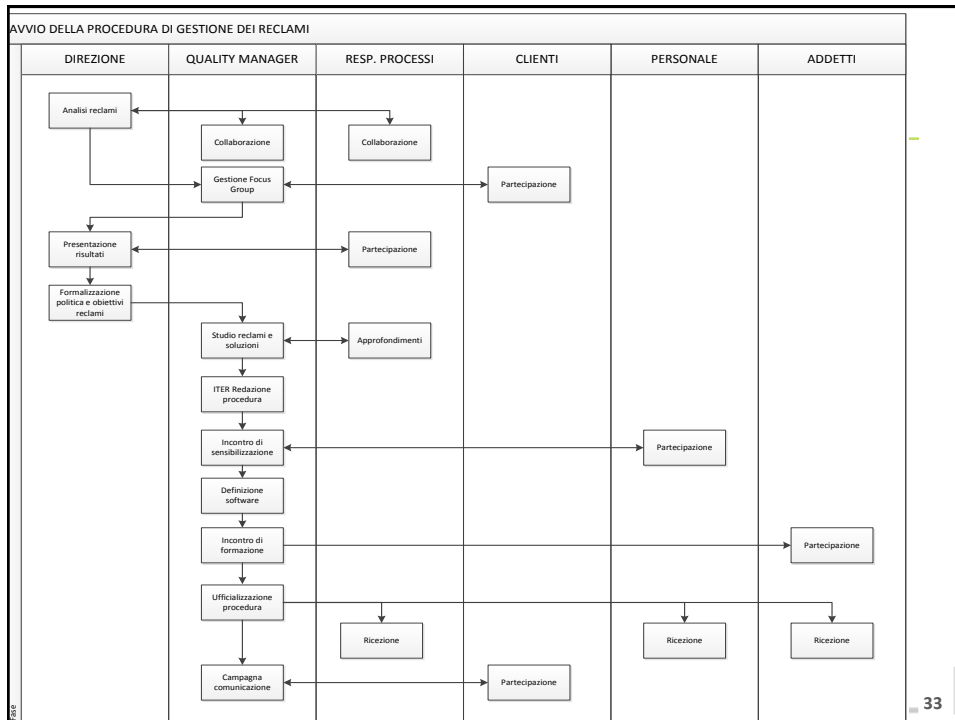 AVVIO DELLA PROCEDURA DI GESTIONE DEI RECLAMI
DIREZIONE
QUALITY MANAGER
RESP. PROCESSI
CLIENTI
PERSONALE
ADDETTI
Analisi reclami
Collaborazione
Collaborazione
Gestione Focus
Group
Partecipazione
Presentazione
risultati
Partecipazione
Formalizzazione
politica e obiettivi
reclami
Studio reclami e
soluzioni
Approfondimenti
ITER Redazione
procedura
Incontro di
sensibilizzazione
Partecipazione
Definizione
software
Incontro di
formazione
Partecipazione
Ufficializzazione
procedura
Ricezione
Ricezione
Ricezione
Campagna
comunicazione
Partecipazione
Fase
33